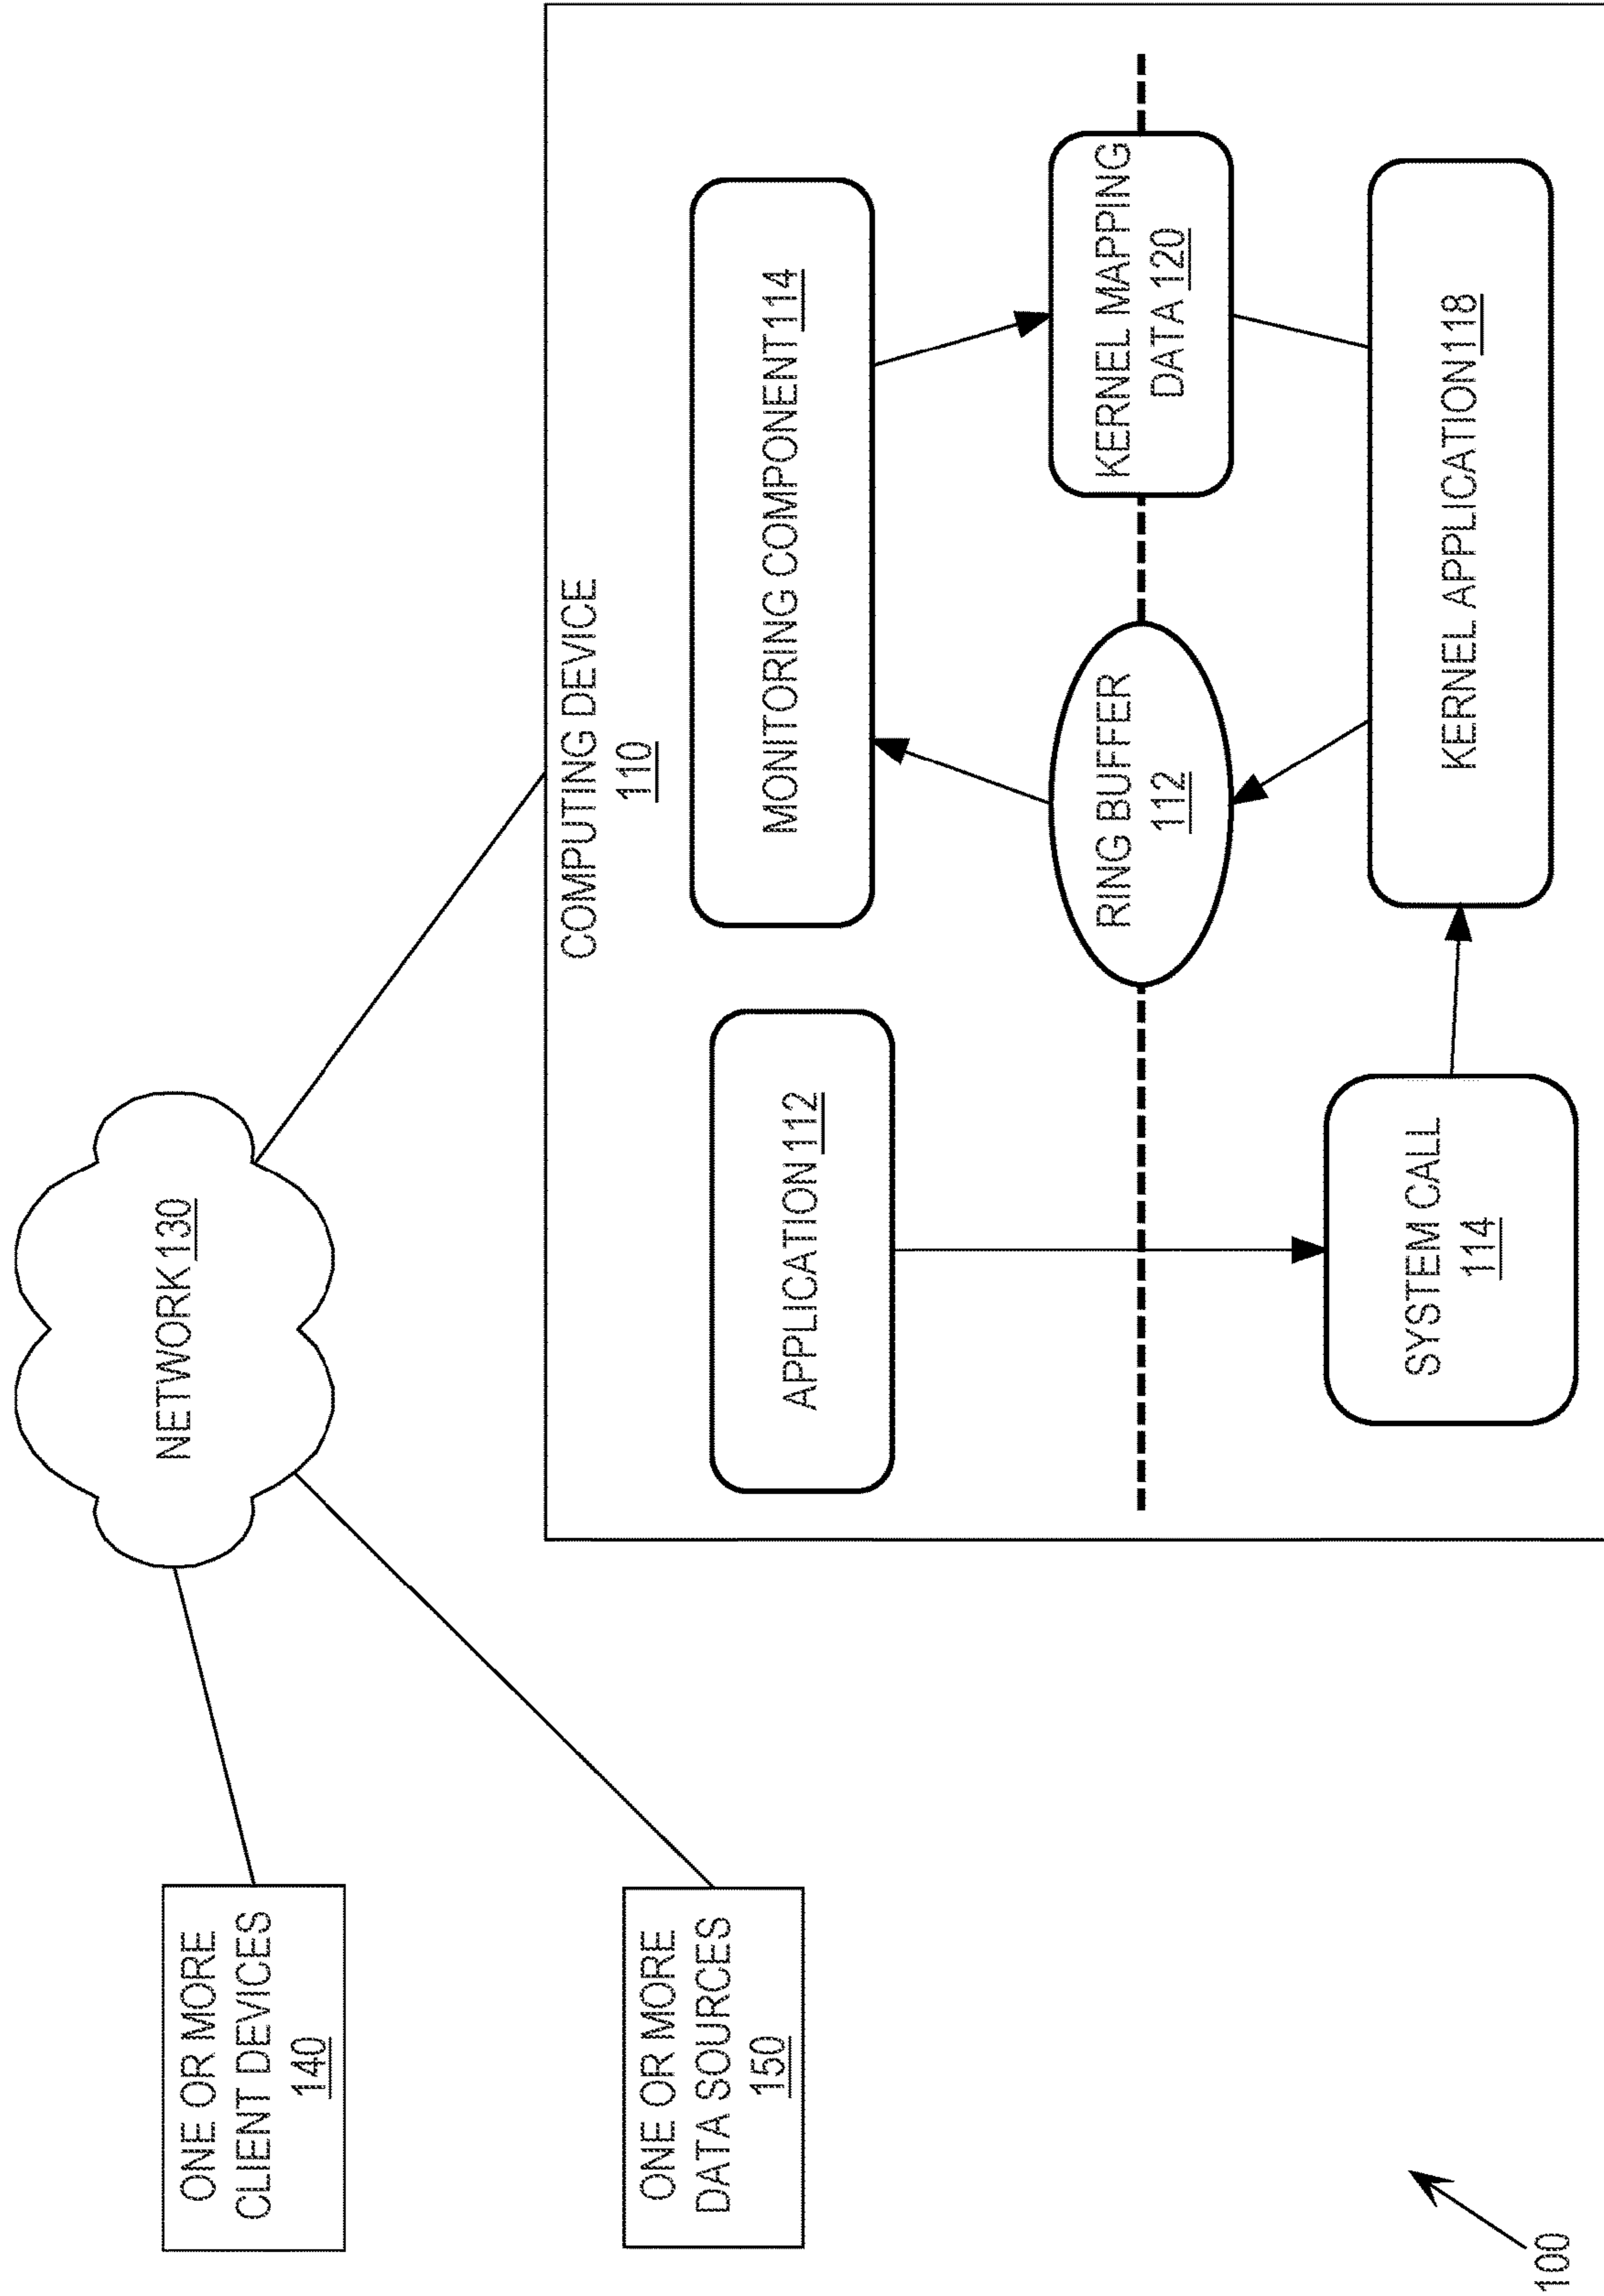 NETWORK 130
ONE OR MORE
CLIENT DEVICES
140
ONE OR MORE
DATA SOURCES
150
COMPUTING DEVICE
110
APPLICATION 112
MONITORING COMPONENT 114
RING BUFFER
112
KERNEL MAPPING
DATA 120
SYSTEM CALL
114
KERNEL APPLICATION 118
100